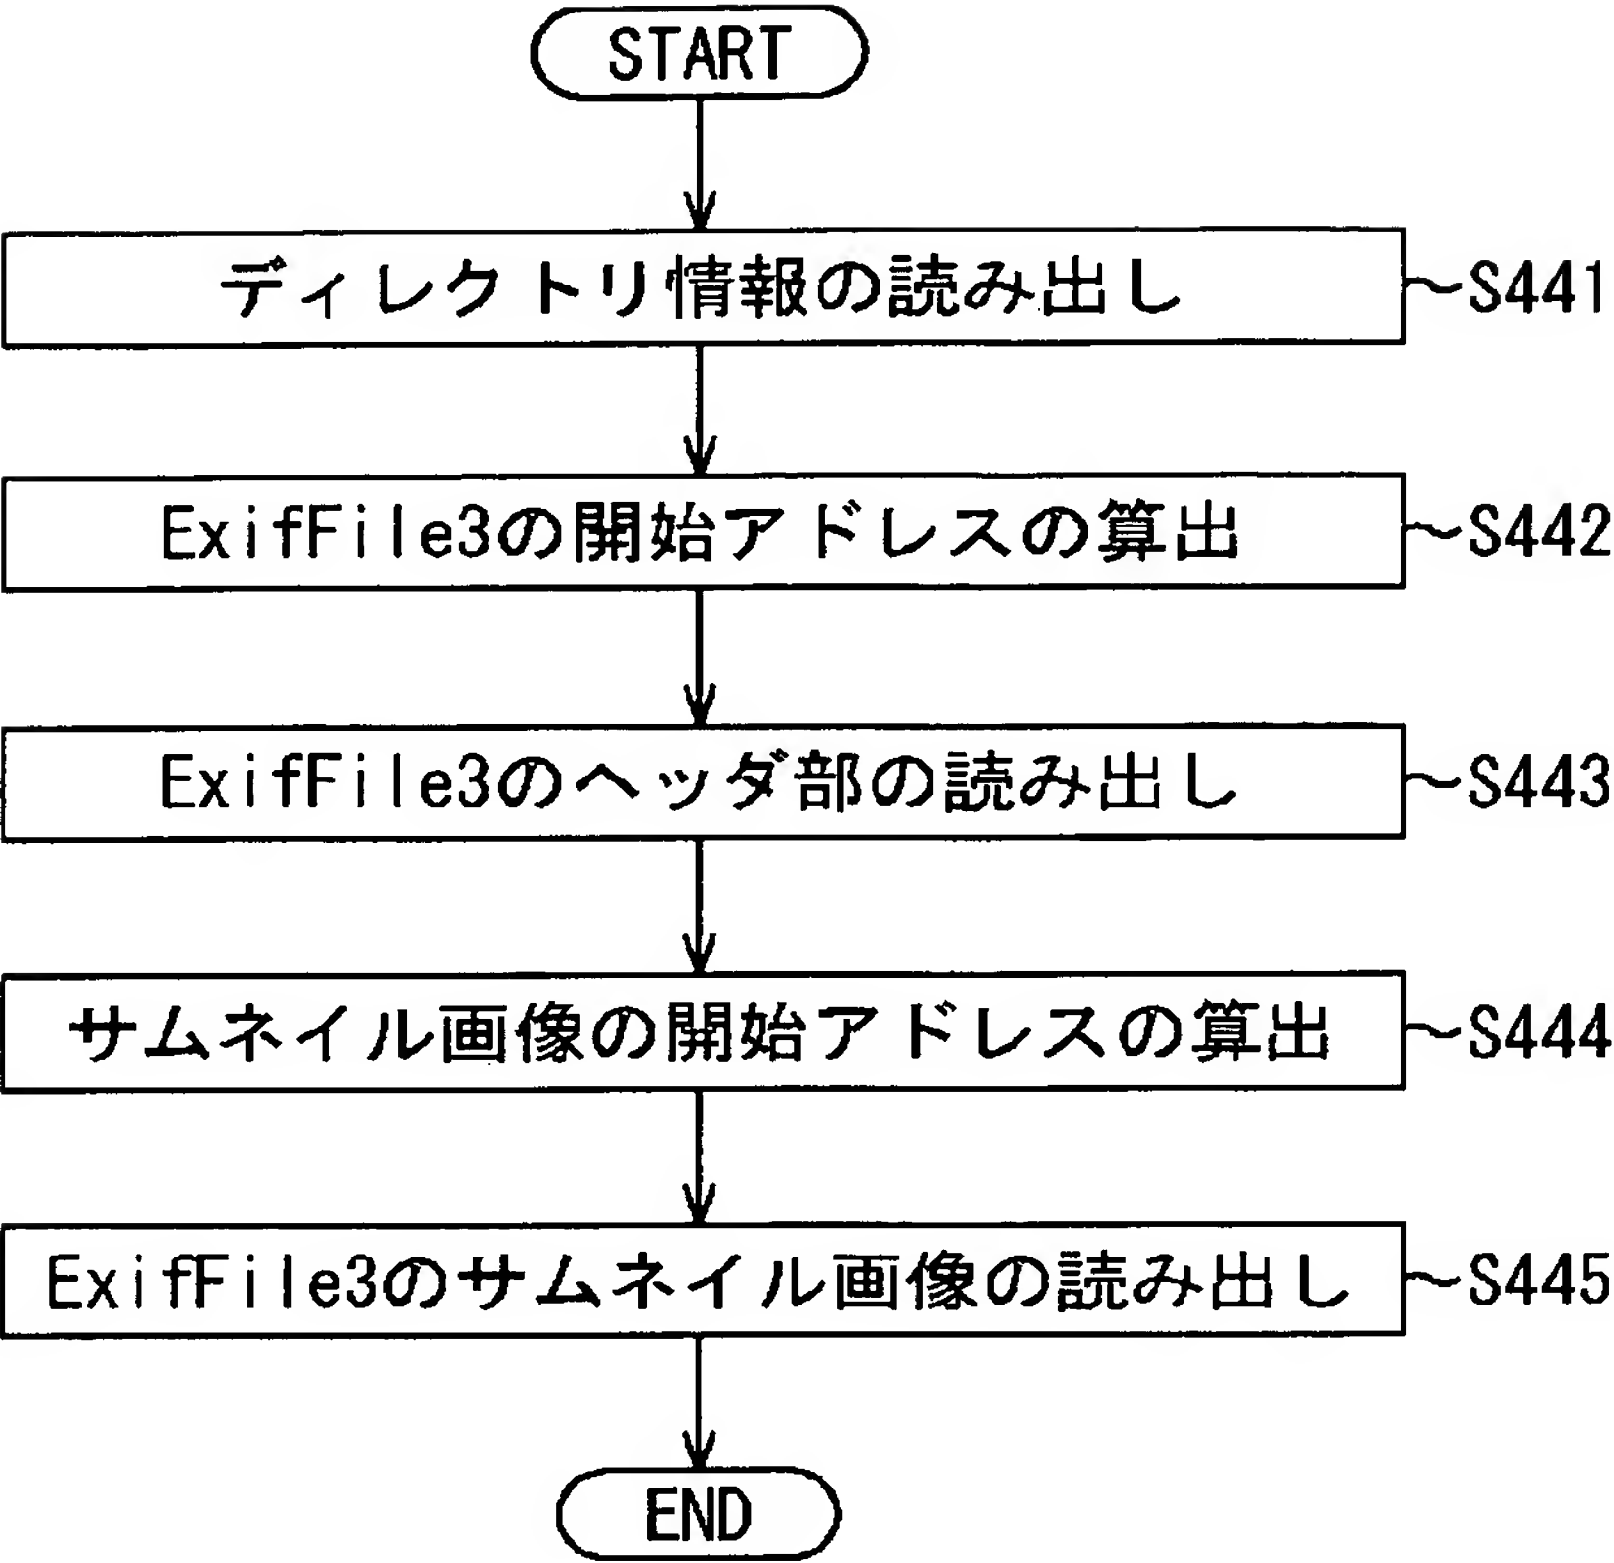 START
ディレクトリ情報の読み出し
S441
ExifFile3の開始アドレスの算出
S442
ExifFile3のヘッダ部の読み出し
S443
サムネイル画像の開始アドレスの算出
S444
ExifFile3のサムネイル画像の読み出し
S445
END